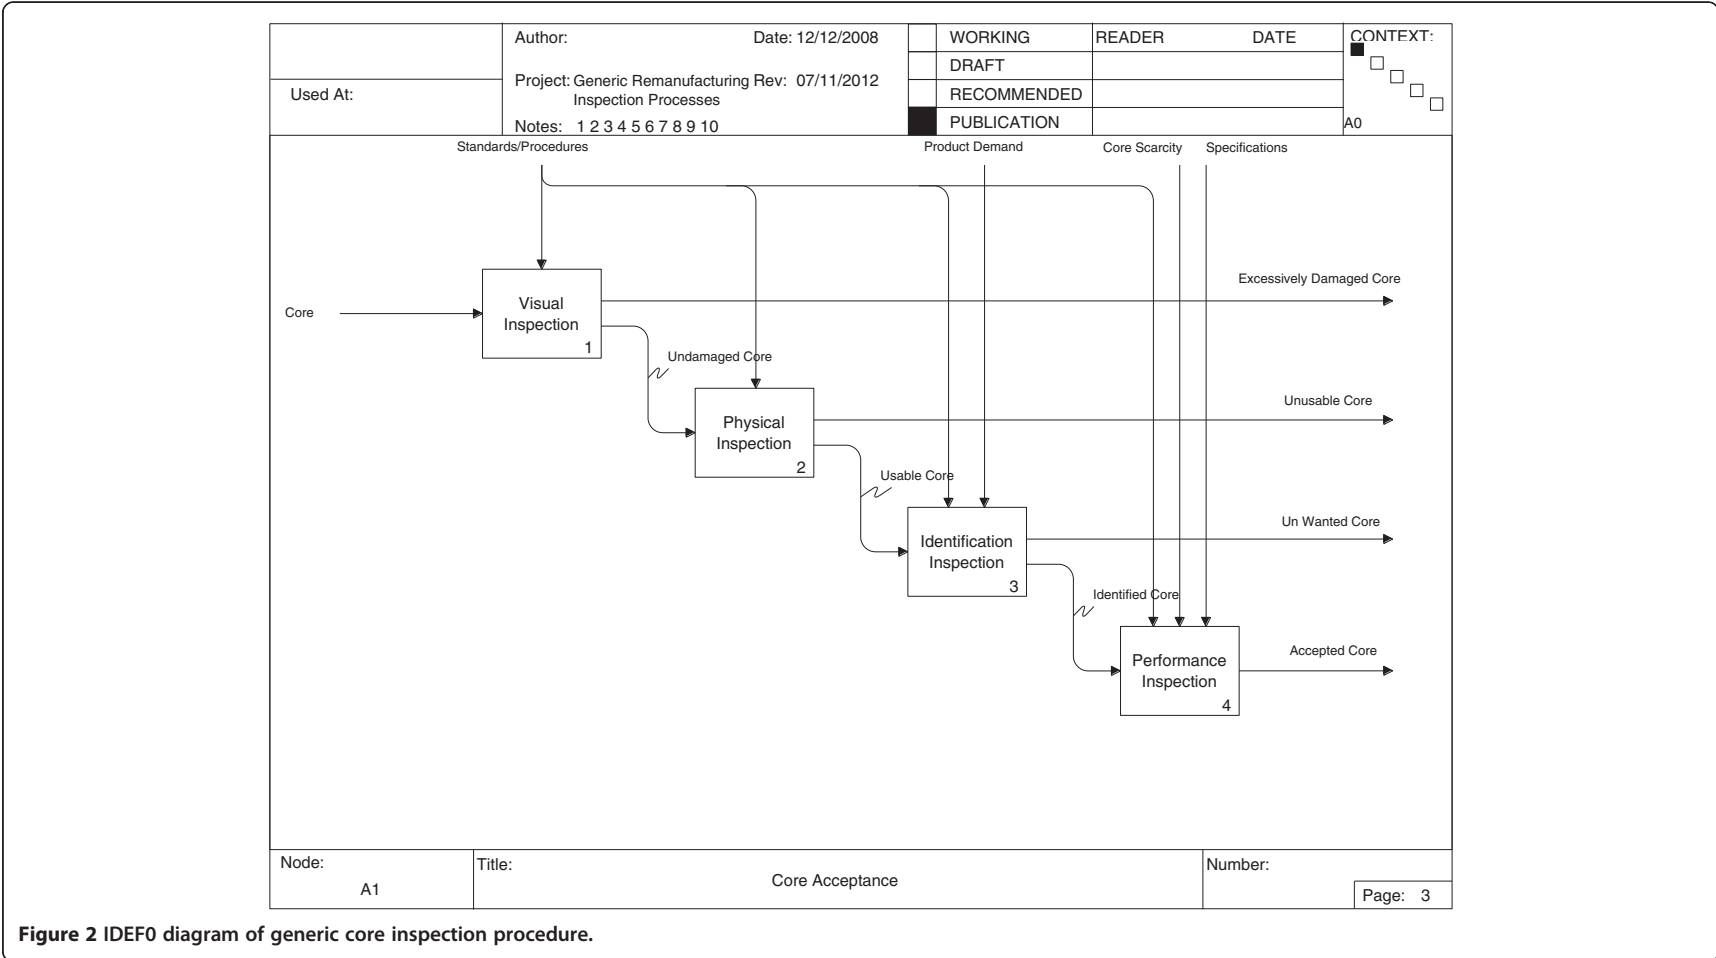 Used At:
Author:
Date: 12/12/2008
Project: Generic Remanufacturing
Inspection Processes
Rev: 07/11/2012
Notes: 1 2 3 4 5 6 7 8 9 10
WORKING
DRAFT
RECOMMENDED
PUBLICATION
READER
DATE
CONTEXT:
A0
Standards/Procedures
Product Demand
Core Scarcity
Specifications
Core
Visual
Inspection
1
Excessively Damaged Core
Undamaged Core
Physical
Inspection
2
Unusable Core
Usable Core
Identification
Inspection
3
Un Wanted Core
Identified Core
Performance
Inspection
4
Accepted Core
Node:
A1
Title:
Core Acceptance
Number:
Page: 3
Figure 2 IDEF0 diagram of generic core inspection procedure.